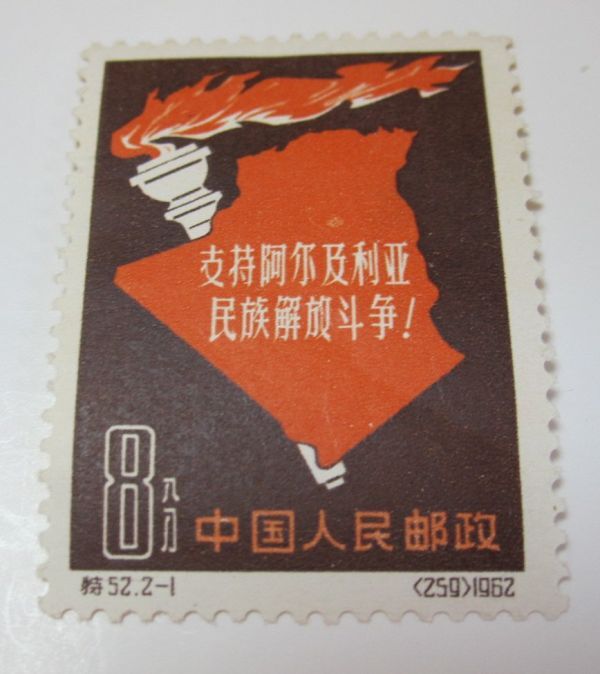 支持阿尔及利亚
民族解放斗争!
8 八分
中国人民邮政
特52.2-1
(259)1962